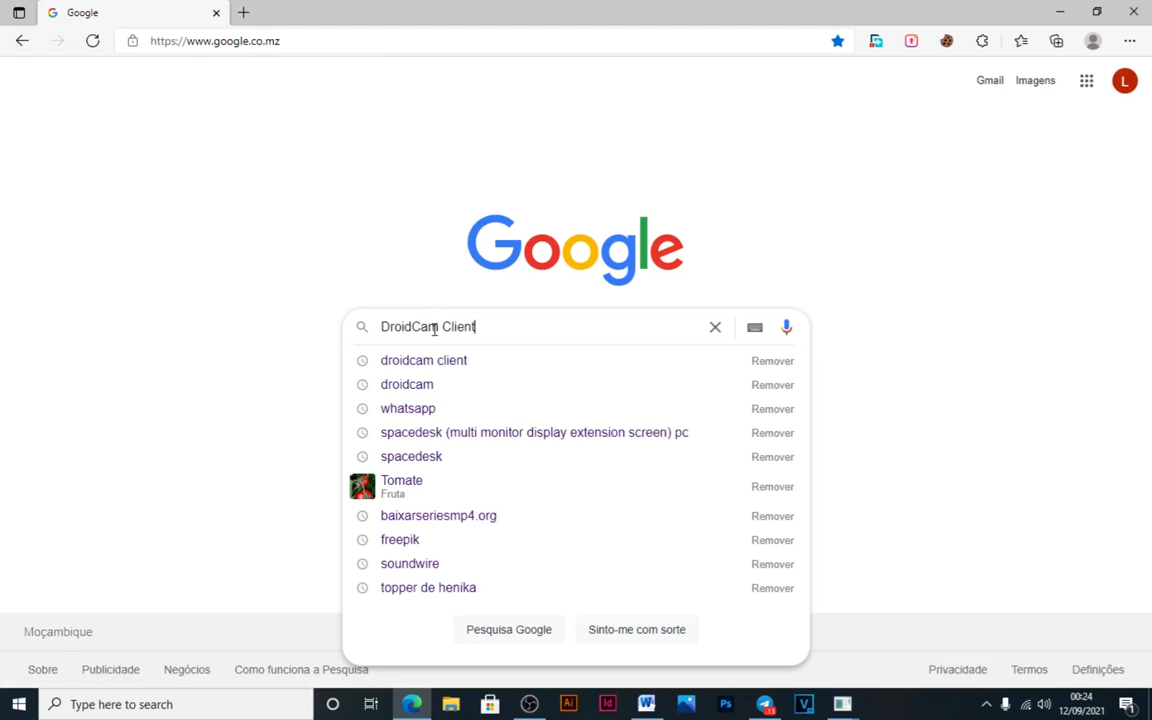 Google
https://www.google.co.mz
Gmail Imagens L
Google
DroidCam Client
droidcam client Remover
droidcam Remover
whatsapp Remover
spacedesk (multi monitor display extension screen) pc Remover
spacedesk Remover
Tomate
Fruta Remover
baixarseriesmp4.org Remover
freepik Remover
soundwire Remover
topper de henika Remover
Pesquisa Google Sinto-me com sorte
Moçambique
Sobre Publicidade Negócios Como funciona a Pesquisa Privacidade Termos Definições
Type here to search
00:24
12/09/2021